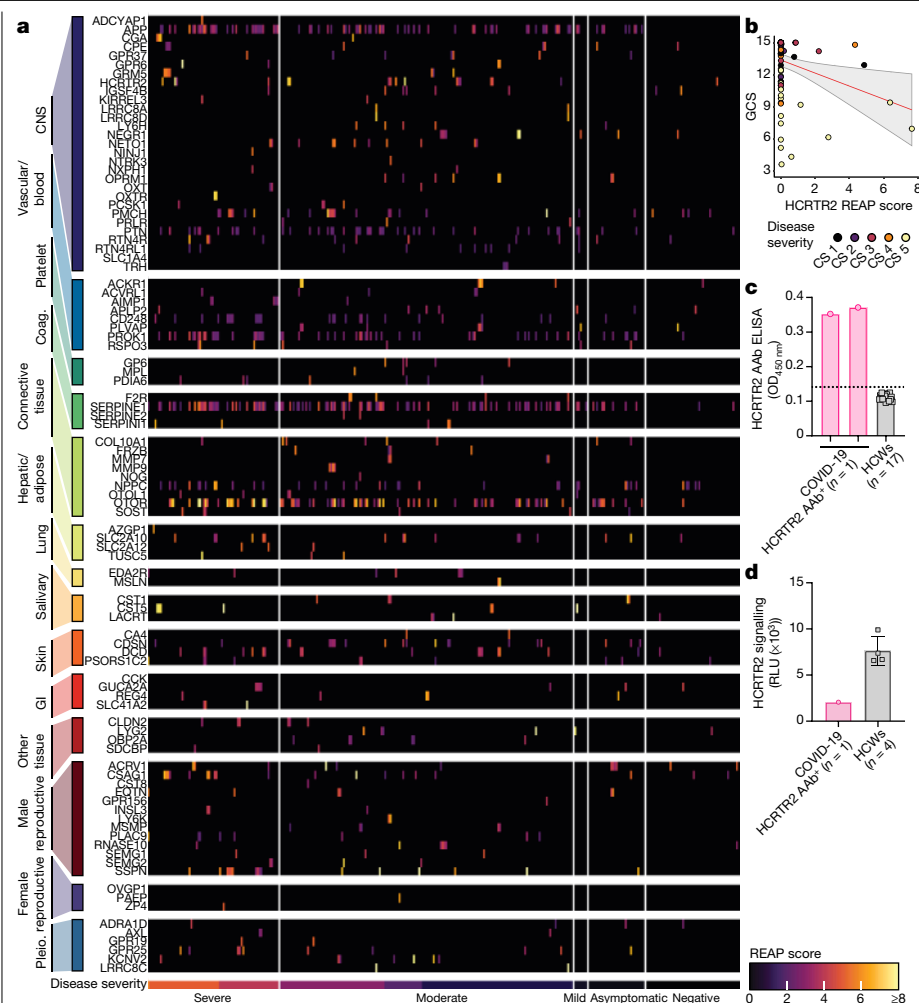 a
CNS
ADCYAP1
APP
CGA
CPE
GPR37
GPR6
GRM5
HCRTR2
IGSF4B
KIRREL3
LRRC8A
LRRC8D
LY6H
NEGR1
NETO1
NINJ1
NTRK3
NXPH1
OPRM1
OXT
OXTR
PCSK1
PMCH
PRLR
PTN
RTN4R
RTN4RL1
SLC1A4
TRH
Vascular/
blood
ACKR1
ACVRL1
AIMP1
APLP2
CD248
PLVAP
PROK1
RSPO3
Platelet
GP6
MPL
PDIA6
Coag.
F2R
SERPINE1
SERPINE2
SERPINI1
Connective
tissue
COL10A1
FRZB
MMP7
MMP9
NOG
NPPC
OTOL1
OTOR
SOST
Hepatic/
adipose
AZGP1
SLC2A10
SLC2A12
TUSC5
Lung
EDA2R
MSLN
Salivary
CST1
CST5
LACRT
Skin
CA4
CDSN
DCD
PSORS1C2
GI
CCK
GUCA2A
REG4
SLC41A2
Other
tissue
CLDN2
LYG2
OBP2A
SDCBP
Male
reproductive
ACRV1
CSAG1
CST8
EQTN
GPR156
INSL3
LY6K
MSMP
PLAC9
RNASE10
SEMG1
SEMG2
SSPN
Female
reproductive
OVGP1
PAEP
ZP4
Pleio.
ADRA1D
AXL
GPR19
GPR25
KCNV2
LRRC8C
Disease severity
Severe Moderate Mild Asymptomatic Negative
b
GCS
15
12
9
6
3
0 2 4 6 8
HCRTR2 REAP score
Disease
severity
CS 1 CS 2 CS 3 CS 4 CS 5
c
HCRTR2 AAb ELISA
(OD450 nm)
0.4
0.3
0.2
0.1
0
COVID-19
HCRTR2 AAb+ (n = 1)
HCWs
(n = 17)
d
HCRTR2 signalling
(RLU (×10³))
15
10
5
0
COVID-19
HCRTR2 AAb+ (n = 1)
HCWs
(n = 4)
REAP score
0 2 4 6 ≥8